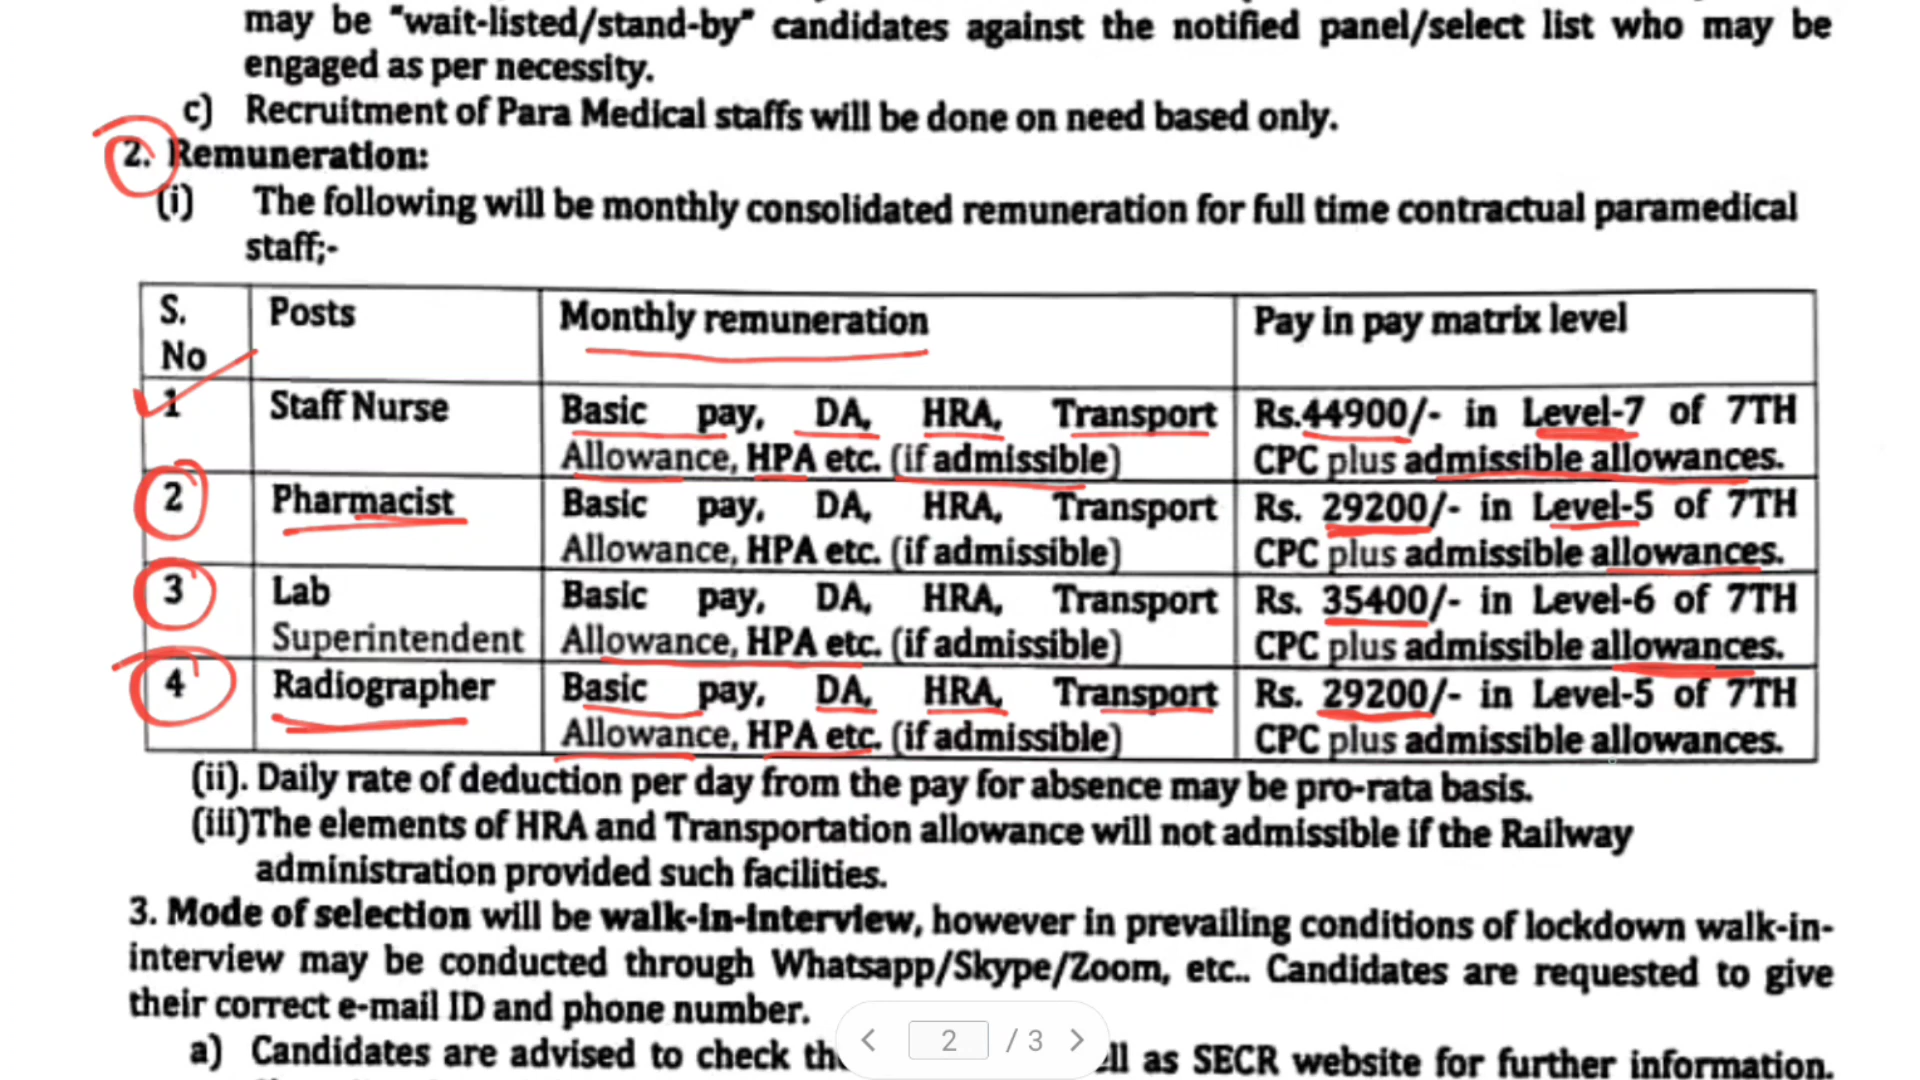 may be "wait-listed/stand-by" candidates against the notified panel/select list who may be
engaged as per necessity.
c) Recruitment of Para Medical staffs will be done on need based only.
2. Remuneration:
(i) The following will be monthly consolidated remuneration for full time contractual paramedical
staff;-
S. No Posts Monthly remuneration Pay in pay matrix level
1 Staff Nurse Basic pay, DA, HRA, Transport Rs.44900/- in Level-7 of 7TH
Allowance, HPA etc. (if admissible) CPC plus admissible allowances.
2 Pharmacist Basic pay, DA, HRA, Transport Rs. 29200/- in Level-5 of 7TH
Allowance, HPA etc. (if admissible) CPC plus admissible allowances.
3 Lab Basic pay, DA, HRA, Transport Rs. 35400/- in Level-6 of 7TH
Superintendent Allowance, HPA etc. (if admissible) CPC plus admissible allowances.
4 Radiographer Basic pay, DA, HRA, Transport Rs. 29200/- in Level-5 of 7TH
Allowance, HPA etc. (if admissible) CPC plus admissible allowances.
(ii). Daily rate of deduction per day from the pay for absence may be pro-rata basis.
(iii)The elements of HRA and Transportation allowance will not admissible if the Railway
administration provided such facilities.
3. Mode of selection will be walk-in-interview, however in prevailing conditions of lockdown walk-in-
interview may be conducted through Whatsapp/Skype/Zoom, etc.. Candidates are requested to give
their correct e-mail ID and phone number.
a) Candidates are advised to check as SECR website for further information.
2 / 3